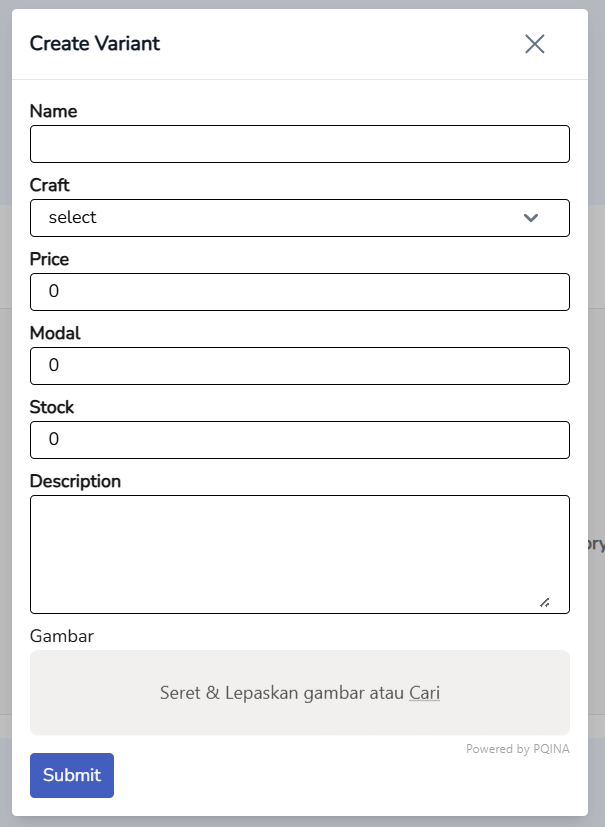 Create Variant
Name
Craft
select
Price
0
Modal
0
Stock
0
Description
Gambar
Seret & Lepaskan gambar atau Cari
Powered by PQINA
Submit